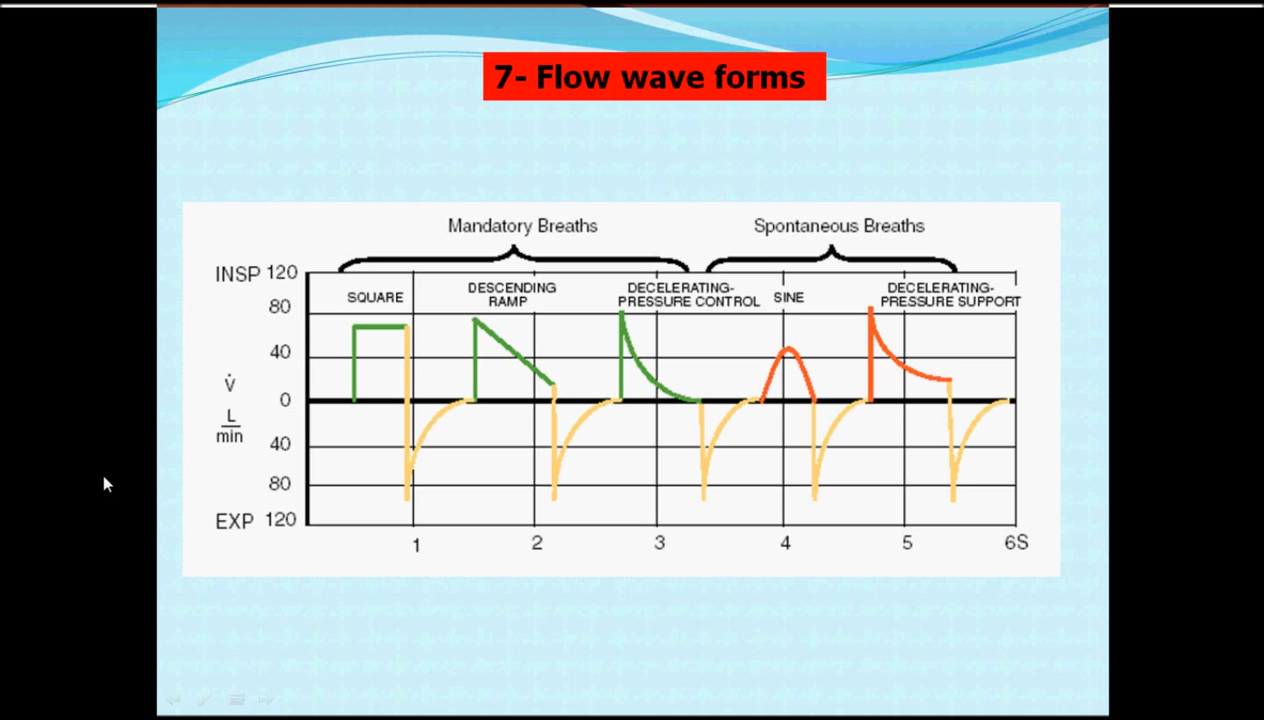 7- Flow wave forms
Mandatory Breaths
Spontaneous Breaths
INSP 120
SQUARE
DESCENDING
RAMP
DECELERATING-
PRESSURE CONTROL
SINE
DECELERATING-
PRESSURE SUPPORT
80
40
V̇
0
L
min
40
80
EXP 120
1 2 3 4 5 6S